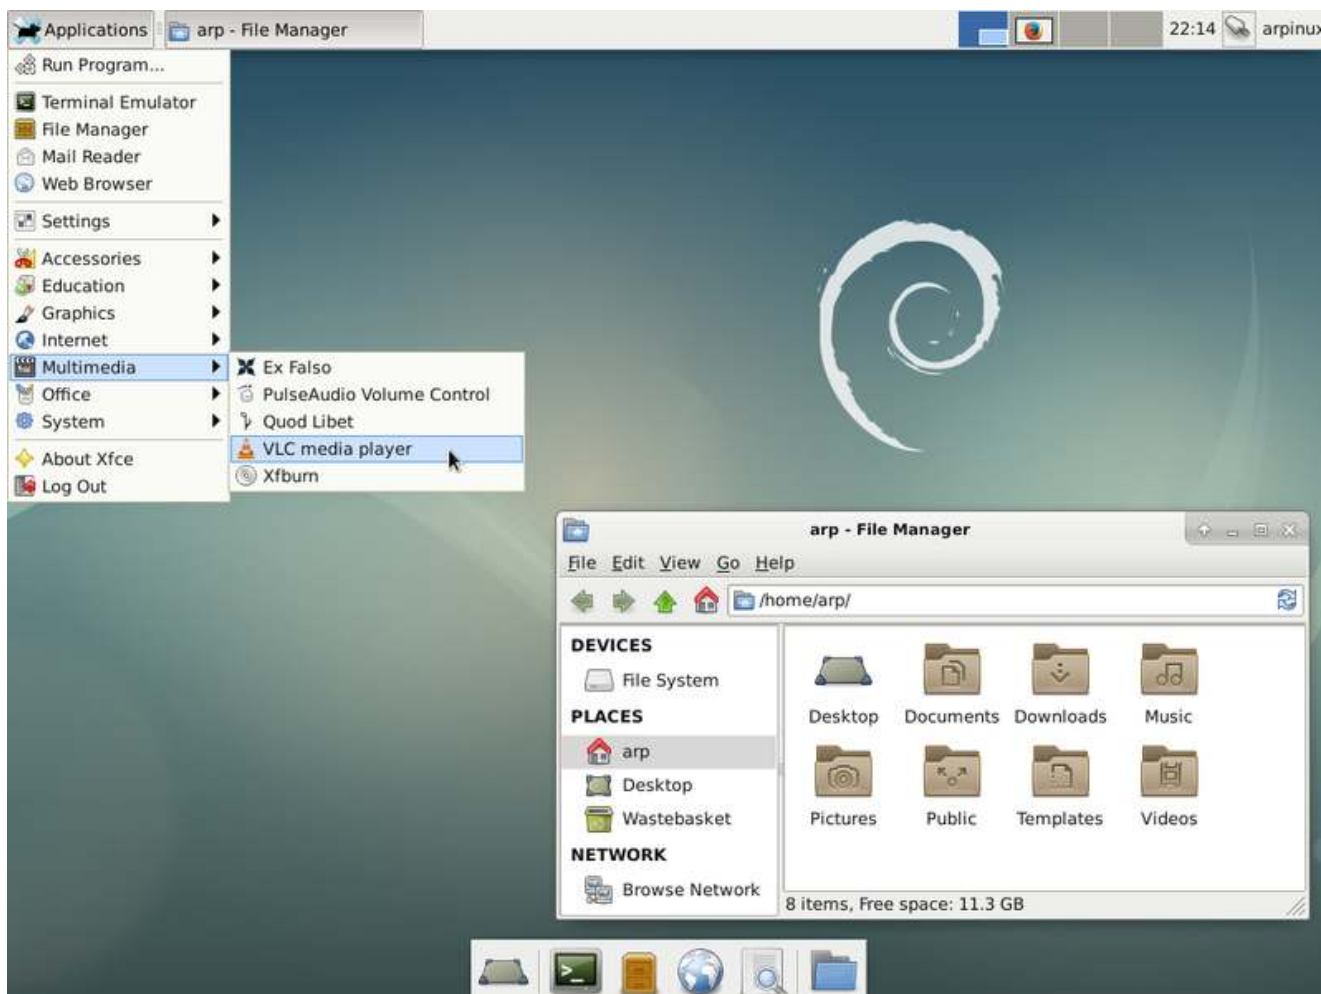 Applications
arp - File Manager
22:14
arpinux
Run Program...
Terminal Emulator
File Manager
Mail Reader
Web Browser
Settings
Accessories
Education
Graphics
Internet
Multimedia
Office
System
About Xfce
Log Out
Ex Falso
PulseAudio Volume Control
Quod Libet
VLC media player
Xfburn
arp - File Manager
File Edit View Go Help
/home/arp/
DEVICES
File System
PLACES
arp
Desktop
Wastebasket
NETWORK
Browse Network
Desktop Documents Downloads Music
Pictures Public Templates Videos
8 items, Free space: 11.3 GB
>_